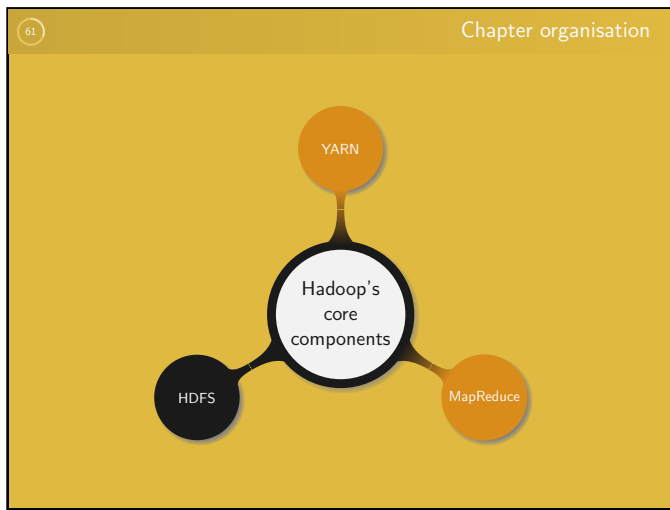 61
Chapter organisation
YARN
Hadoop's
core
components
HDFS
MapReduce